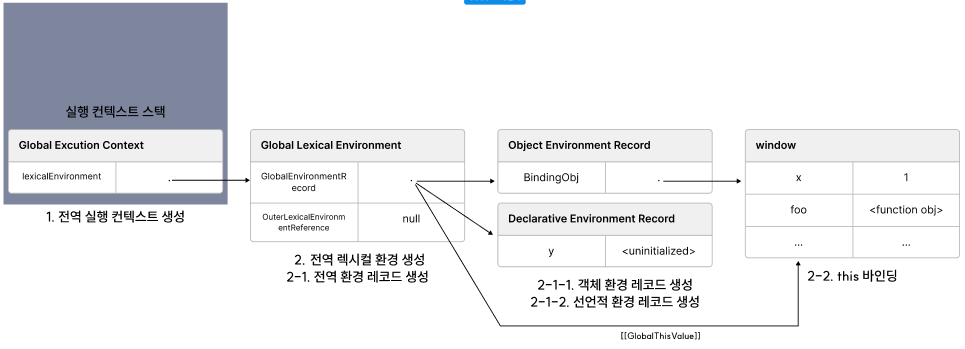 실행 컨텍스트 스택
Global Excution Context
lexicalEnvironment
.
1. 전역 실행 컨텍스트 생성
Global Lexical Environment
GlobalEnvironmentR
ecord
.
OuterLexicalEnvironm
entReference
null
2. 전역 렉시컬 환경 생성
2-1. 전역 환경 레코드 생성
Object Environment Record
BindingObj
.
Declarative Environment Record
y
<uninitialized>
2-1-1. 객체 환경 레코드 생성
2-1-2. 선언적 환경 레코드 생성
window
x
1
foo
<function obj>
...
...
2-2. this 바인딩
[[GlobalThisValue]]